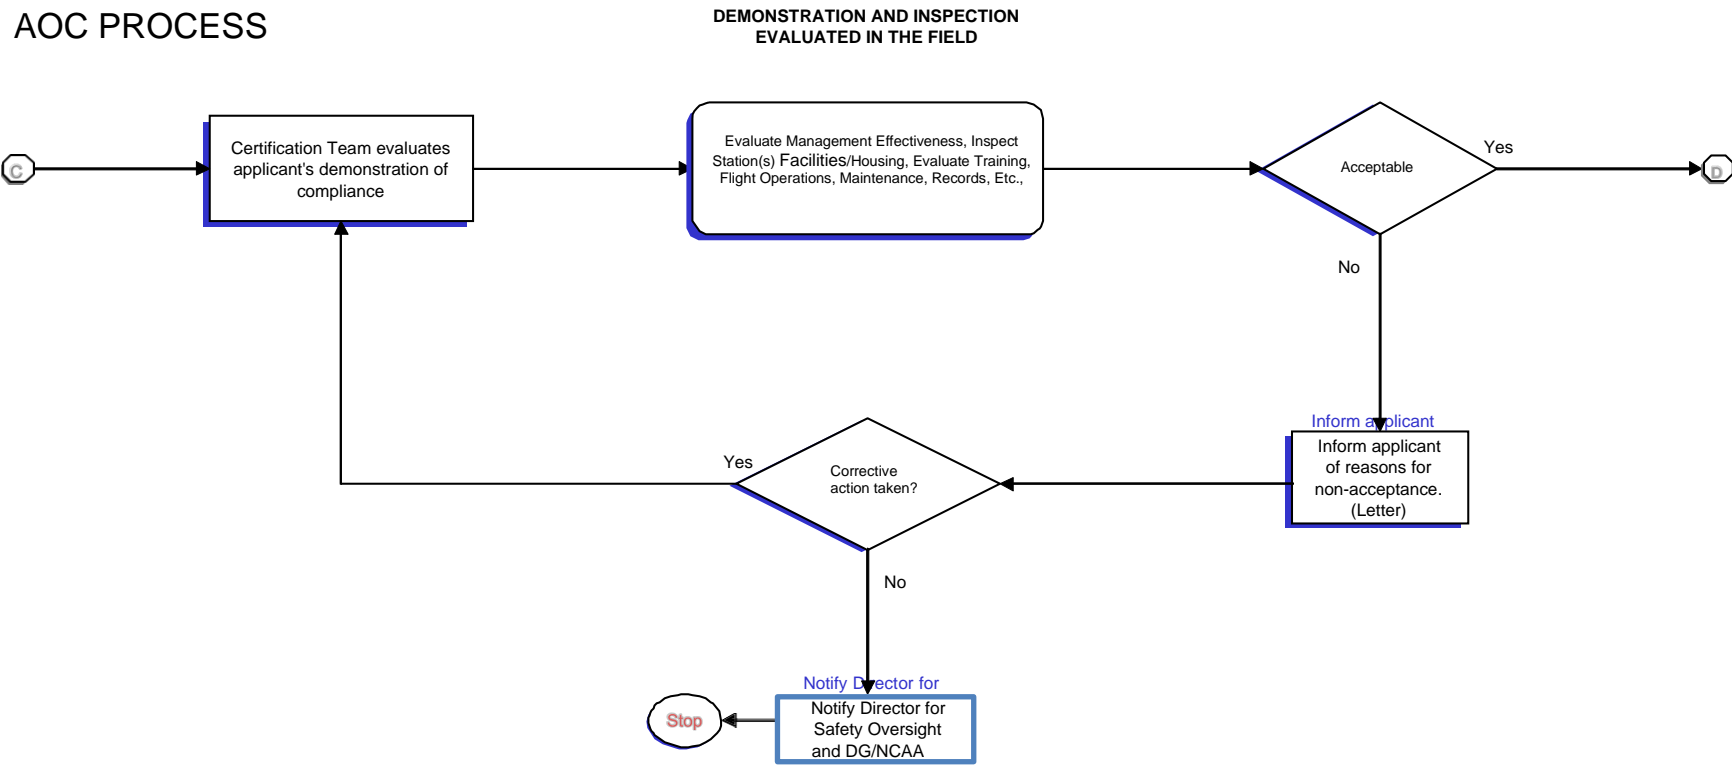 AOC PROCESS
DEMONSTRATION AND INSPECTION
EVALUATED IN THE FIELD
C
Certification Team evaluates
applicant's demonstration of
compliance
Evaluate Management Effectiveness, Inspect
Station(s) Facilities/Housing, Evaluate Training,
Flight Operations, Maintenance, Records, Etc.,
Acceptable
Yes
D
No
Inform applicant
Inform applicant
of reasons for
non-acceptance.
(Letter)
Corrective
action taken?
Yes
No
Notify Director for
Notify Director for
Safety Oversight
and DG/NCAA
Stop